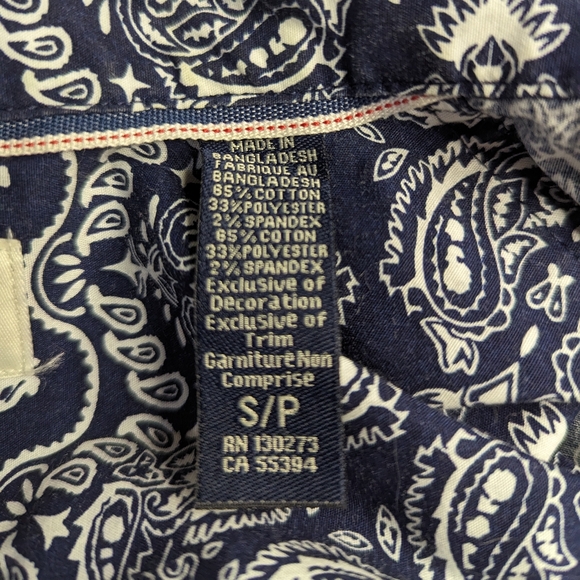 MADE IN
BANGLADESH
FABRIQUE AU
BANGLADESH
65% COTTON
33% POLYESTER
2% SPANDEX
65% COTON
33% POLYESTER
2% SPANDEX
Exclusive of
Decoration
Exclusive of
Trim
Garniture Non
Comprise
S/P
RN 130273
CA 55394